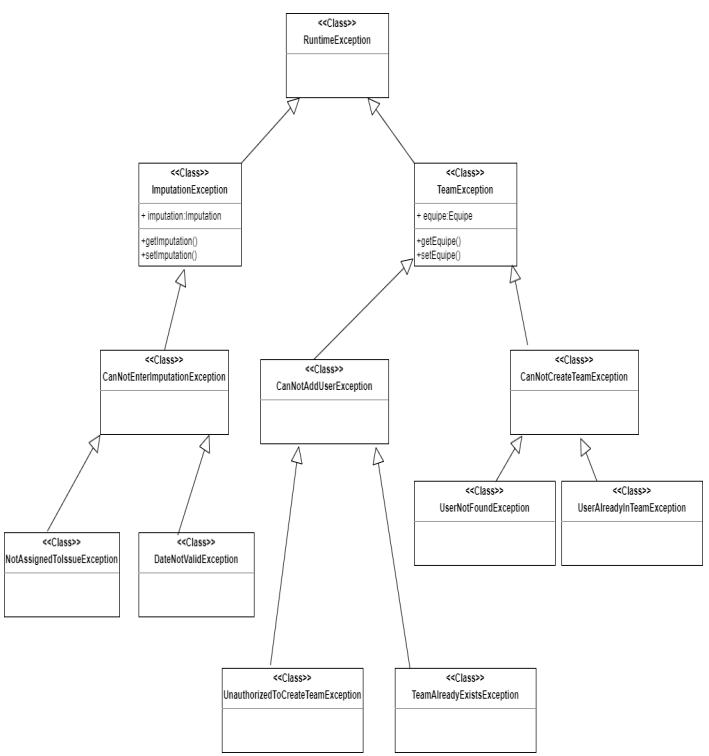 <<Class>>
RuntimeException
<<Class>>
ImputationException
+ imputation:Imputation
+getImputation()
+setImputation()
<<Class>>
TeamException
+ equipe:Equipe
+getEquipe()
+setEquipe()
<<Class>>
CanNotEnterImputationException
<<Class>>
CanNotAddUserException
<<Class>>
CanNotCreateTeamException
<<Class>>
UserNotFoundException
<<Class>>
UserAlreadyInTeamException
<<Class>>
NotAssignedToIssueException
<<Class>>
DateNotValidException
<<Class>>
UnauthorizedToCreateTeamException
<<Class>>
TeamAlreadyExistsException